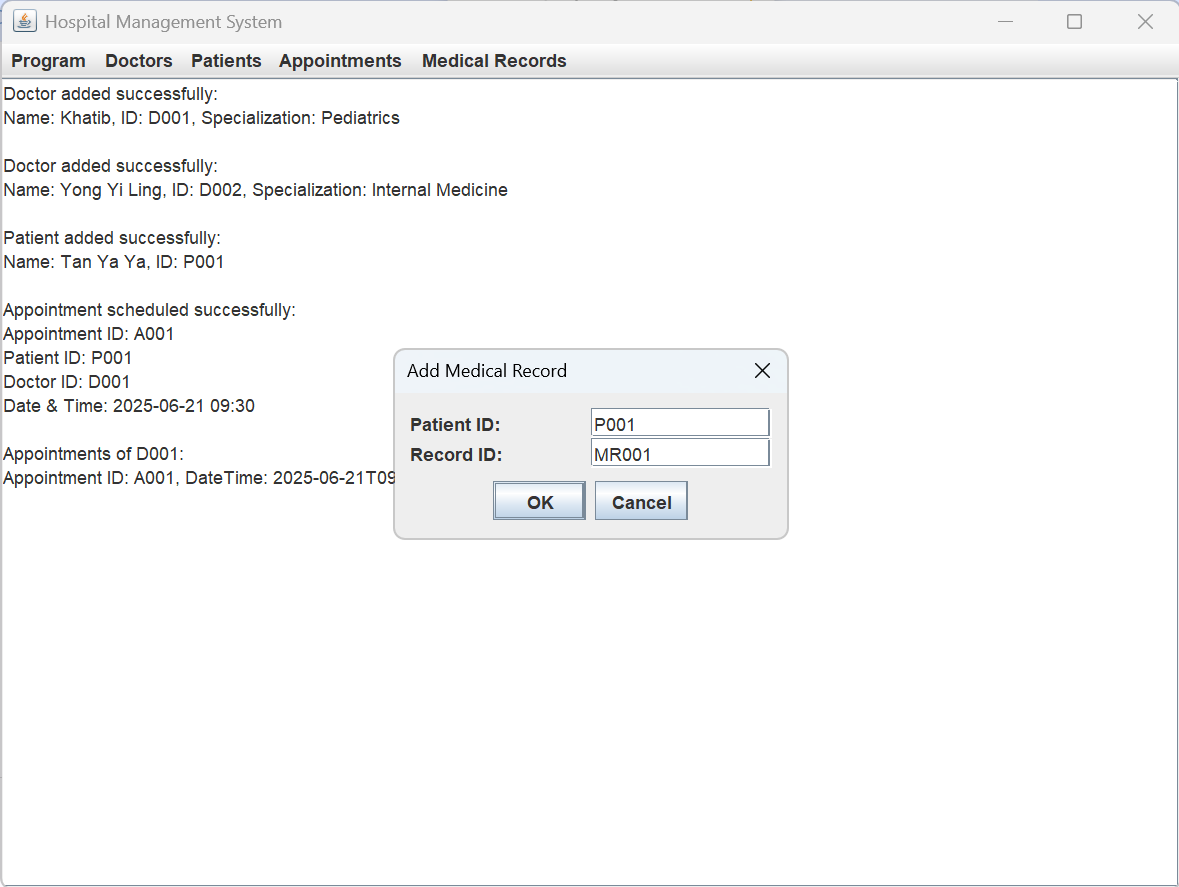 Hospital Management System
Program Doctors Patients Appointments Medical Records
Doctor added successfully:
Name: Khatib, ID: D001, Specialization: Pediatrics
Doctor added successfully:
Name: Yong Yi Ling, ID: D002, Specialization: Internal Medicine
Patient added successfully:
Name: Tan Ya Ya, ID: P001
Appointment scheduled successfully:
Appointment ID: A001
Patient ID: P001
Doctor ID: D001
Date & Time: 2025-06-21 09:30
Appointments of D001:
Appointment ID: A001, DateTime: 2025-06-21T09
Add Medical Record
Patient ID: P001
Record ID: MR001
OK Cancel